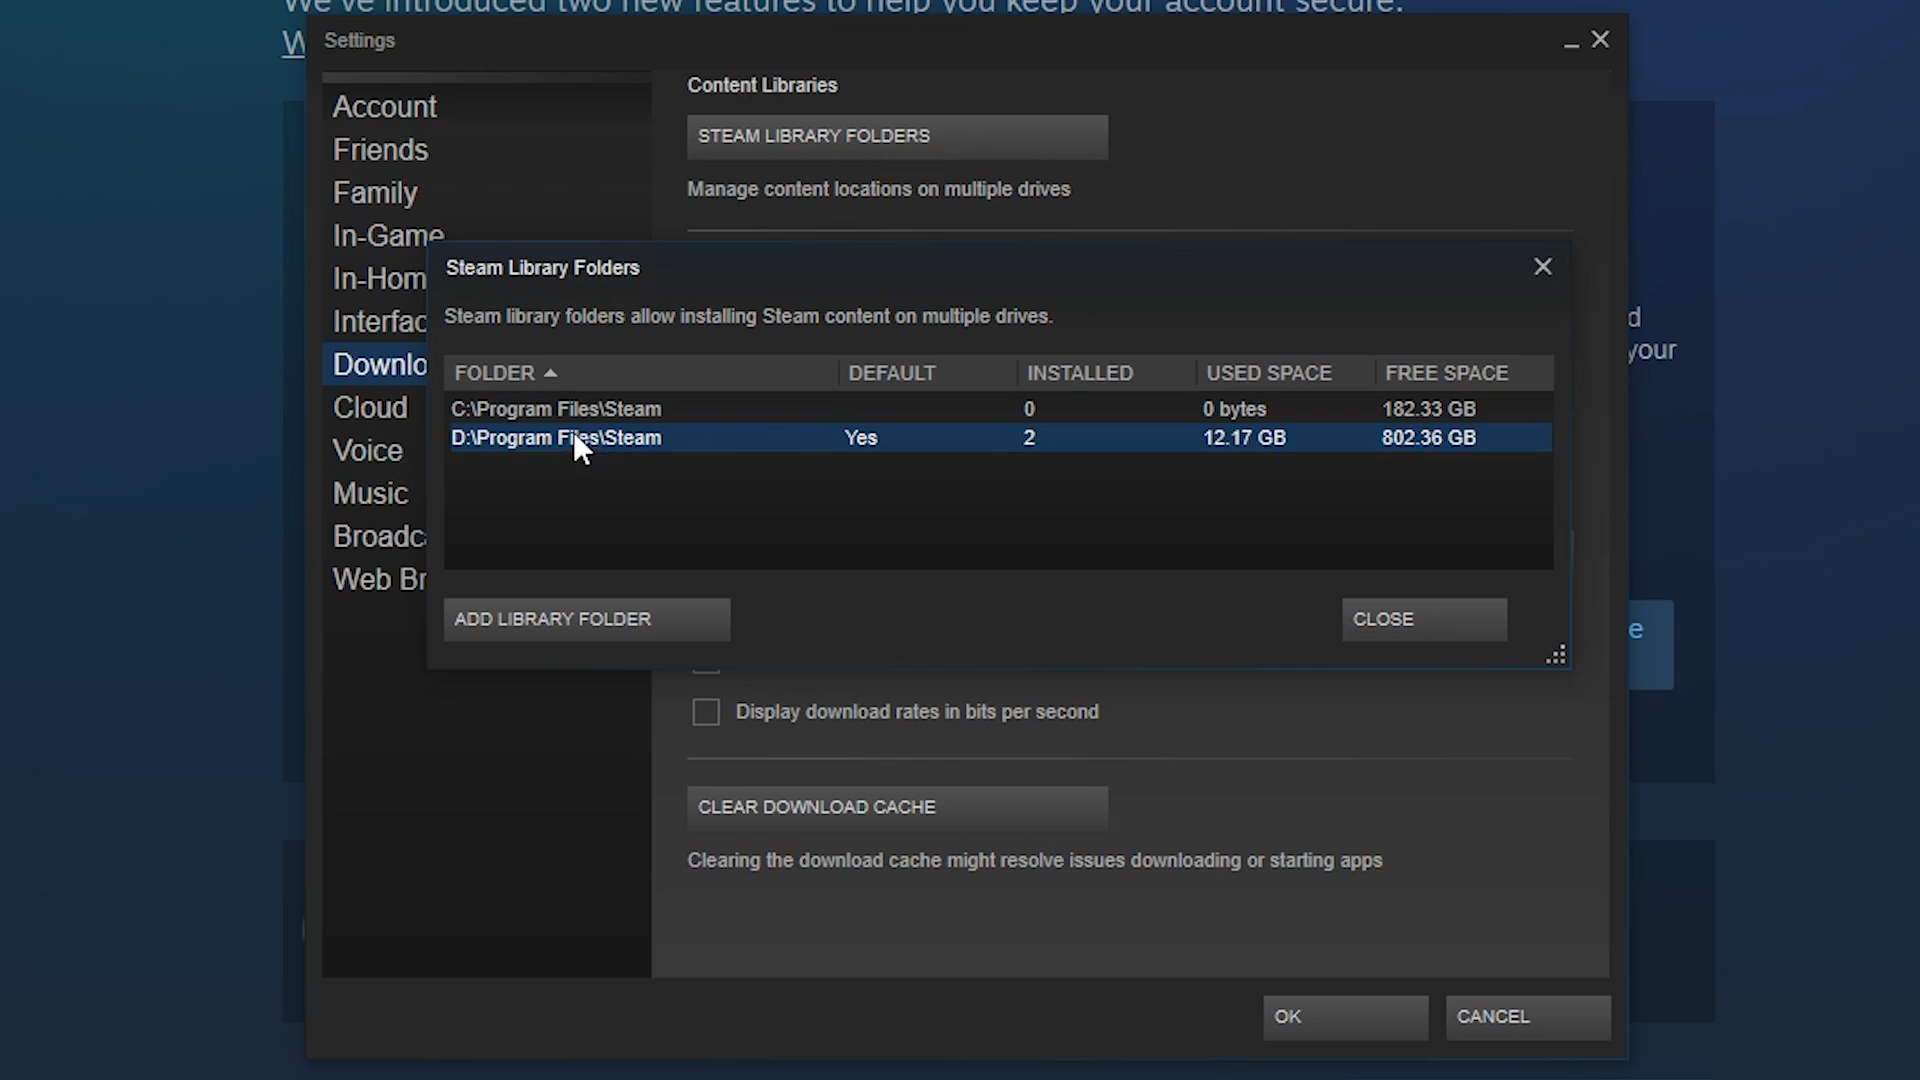 We've introduced two new features to help you keep your account secure.
W
Settings
Account
Friends
Family
In-Game
In-Hom
Interfac
Downlo
Cloud
Voice
Music
Broadc
Web Br
Content Libraries
STEAM LIBRARY FOLDERS
Manage content locations on multiple drives
Steam Library Folders
Steam library folders allow installing Steam content on multiple drives.
FOLDER DEFAULT INSTALLED USED SPACE FREE SPACE
C:\Program Files\Steam 0 0 bytes 182.33 GB
D:\Program Files\Steam Yes 2 12.17 GB 802.36 GB
ADD LIBRARY FOLDER CLOSE
d
your
e
Display download rates in bits per second
CLEAR DOWNLOAD CACHE
Clearing the download cache might resolve issues downloading or starting apps
OK CANCEL